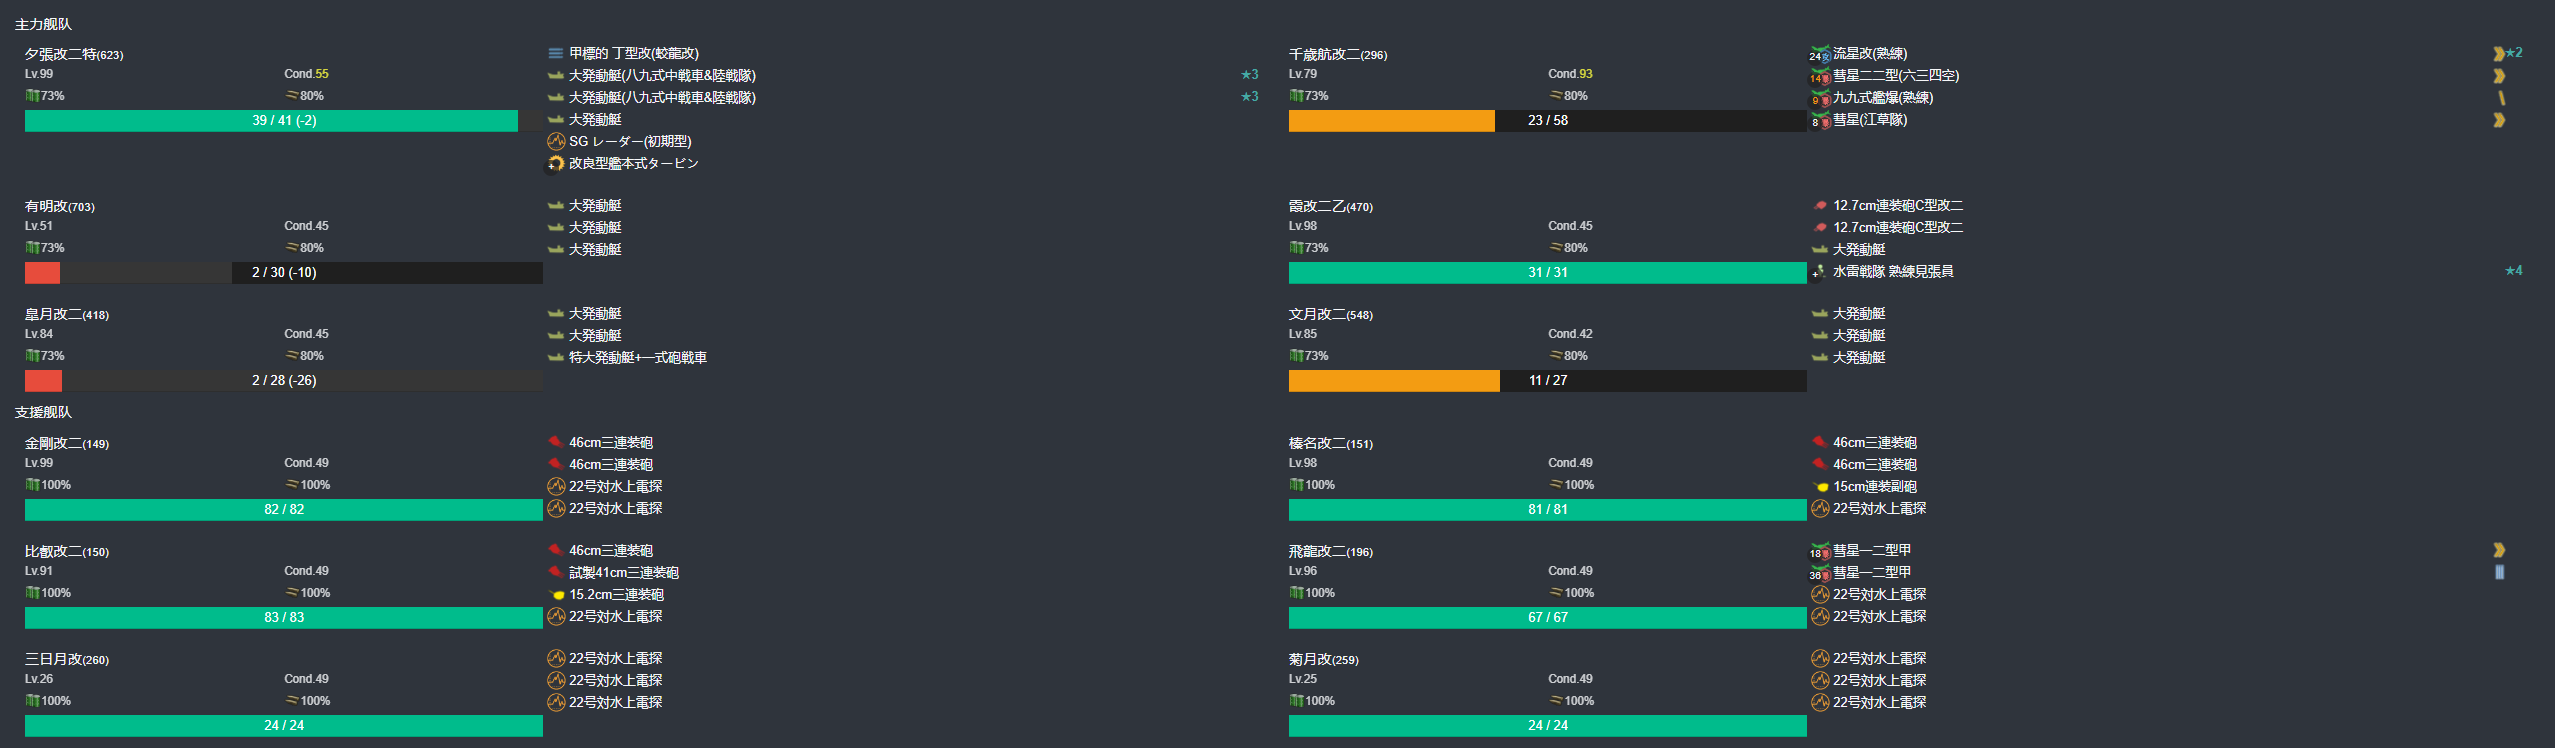 主力舰队
夕張改二特(623)
Lv.99 Cond.55
73% 80%
39 / 41 (-2)
甲標的 丁型改(蛟龍改)
大発動艇(八九式中戦車&陸戦隊) ★3
大発動艇(八九式中戦車&陸戦隊) ★3
大発動艇
SG レーダー(初期型)
+ 改良型艦本式タービン
千歳航改二(296)
Lv.79 Cond.93
73% 80%
23 / 58
24 流星改(熟練) ★2
14 彗星二二型(六三四空)
9 九九式艦爆(熟練)
8 彗星(江草隊)
有明改(703)
Lv.51 Cond.45
73% 80%
2 / 30 (-10)
大発動艇
大発動艇
大発動艇
霞改二乙(470)
Lv.98 Cond.45
73% 80%
31 / 31
12.7cm連装砲C型改二
12.7cm連装砲C型改二
大発動艇
+ 水雷戦隊 熟練見張員 ★4
皐月改二(418)
Lv.84 Cond.45
73% 80%
2 / 28 (-26)
大発動艇
大発動艇
特大発動艇+一式砲戦車
文月改二(548)
Lv.85 Cond.42
73% 80%
11 / 27
大発動艇
大発動艇
大発動艇
支援舰队
金剛改二(149)
Lv.99 Cond.49
100% 100%
82 / 82
46cm三連装砲
46cm三連装砲
22号対水上電探
22号対水上電探
榛名改二(151)
Lv.98 Cond.49
100% 100%
81 / 81
46cm三連装砲
46cm三連装砲
15cm連装副砲
22号対水上電探
比叡改二(150)
Lv.91 Cond.49
100% 100%
83 / 83
46cm三連装砲
試製41cm三連装砲
15.2cm三連装砲
22号対水上電探
飛龍改二(196)
Lv.96 Cond.49
100% 100%
67 / 67
18 彗星一二型甲
36 彗星一二型甲
22号対水上電探
22号対水上電探
三日月改(260)
Lv.26 Cond.49
100% 100%
24 / 24
22号対水上電探
22号対水上電探
22号対水上電探
菊月改(259)
Lv.25 Cond.49
100% 100%
24 / 24
22号対水上電探
22号対水上電探
22号対水上電探